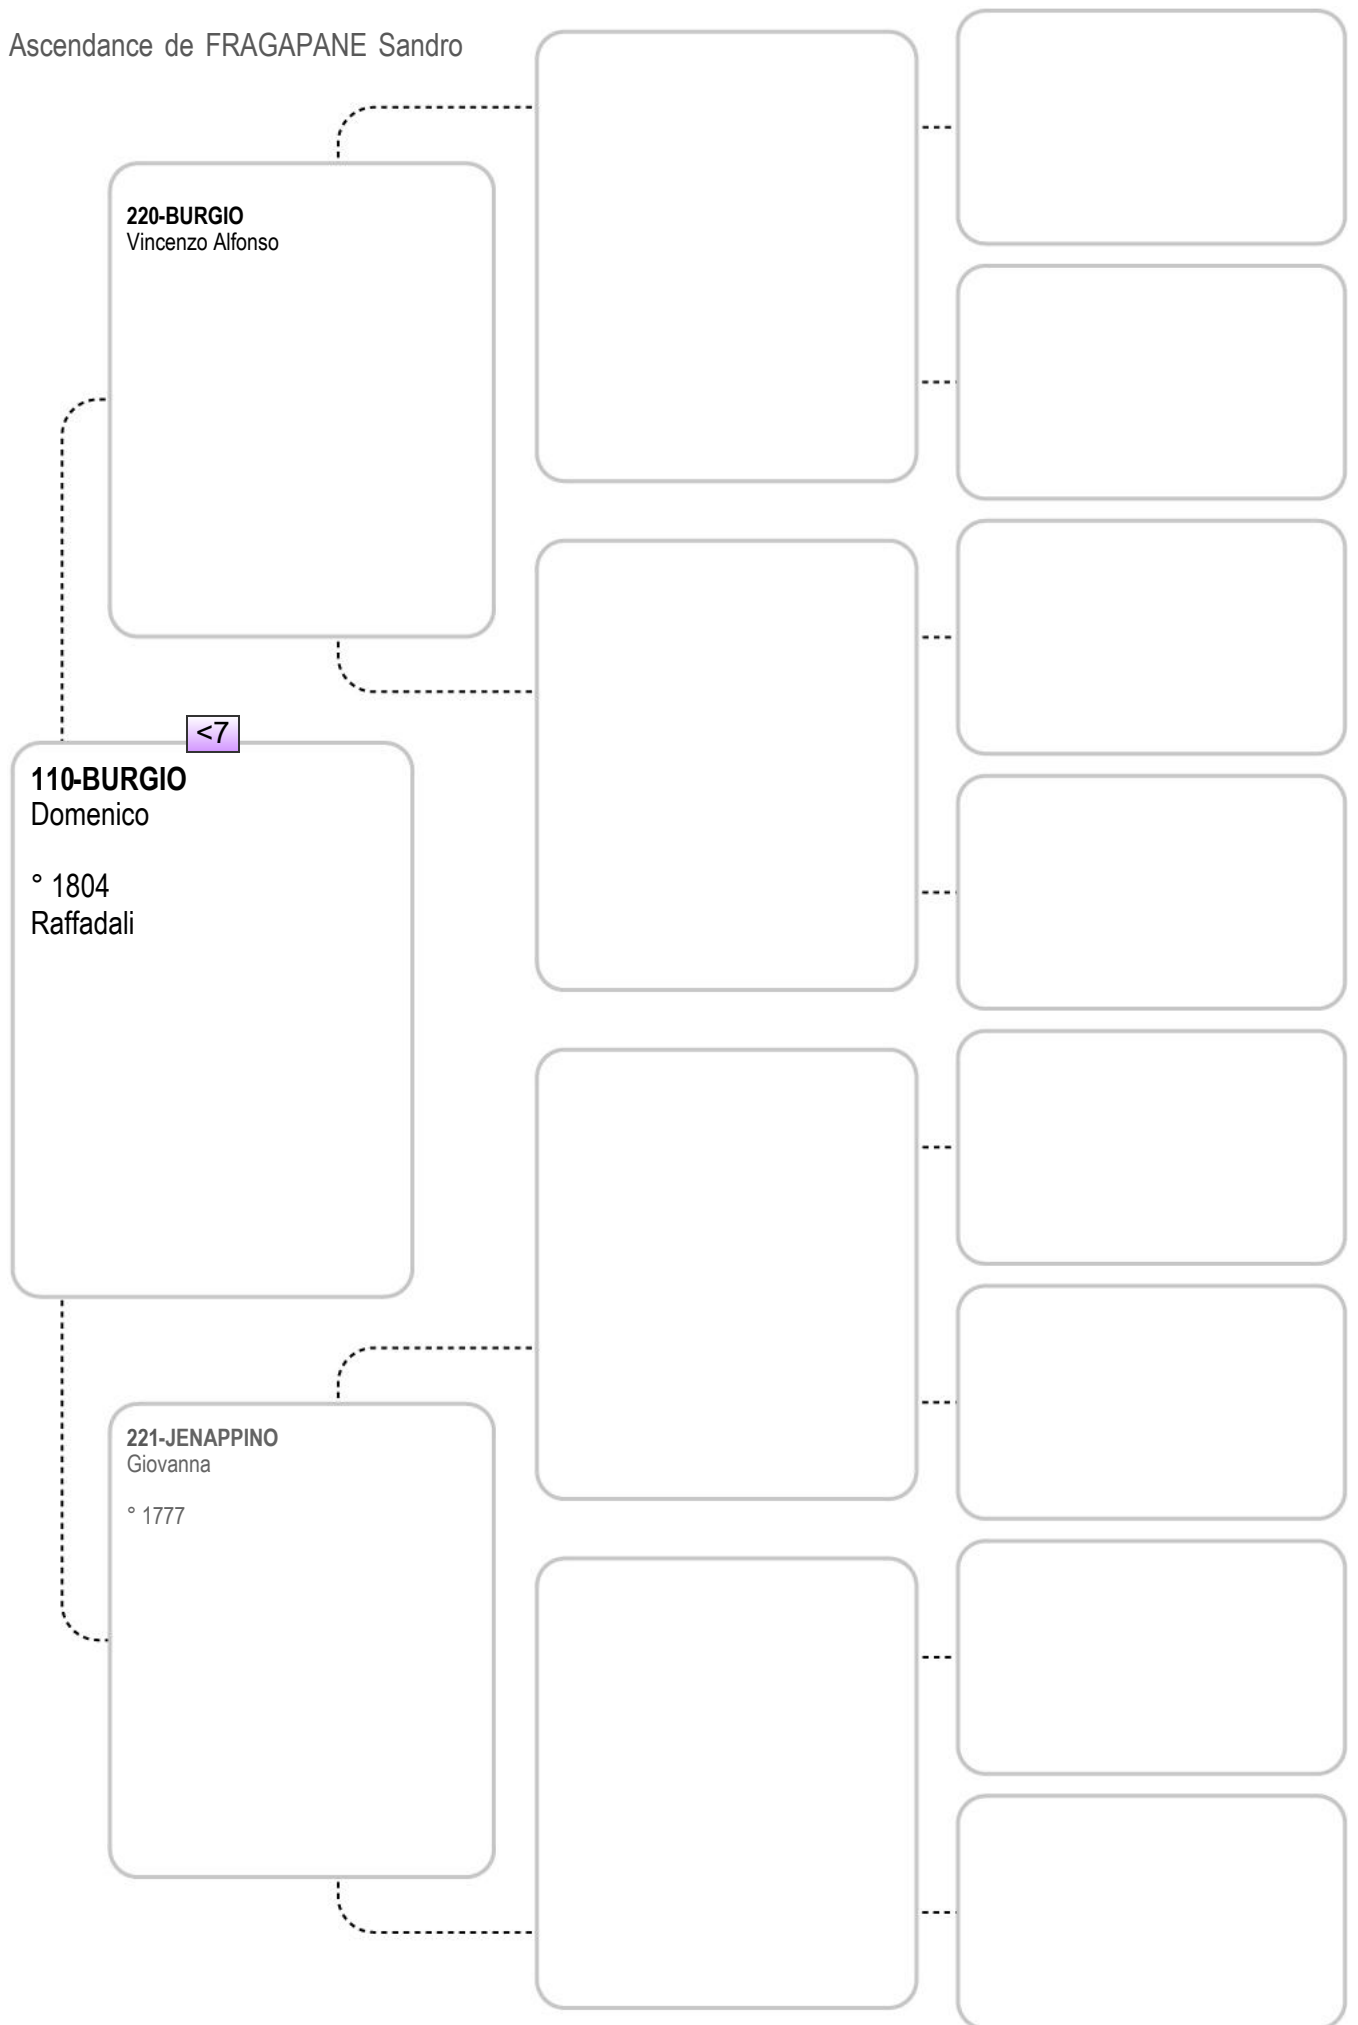 Ascendance de FRAGAPANE Sandro
220-BURGIO
Vincenzo Alfonso
<7
110-BURGIO
Domenico
° 1804
Raffadali
221-JENAPPINO
Giovanna
° 1777